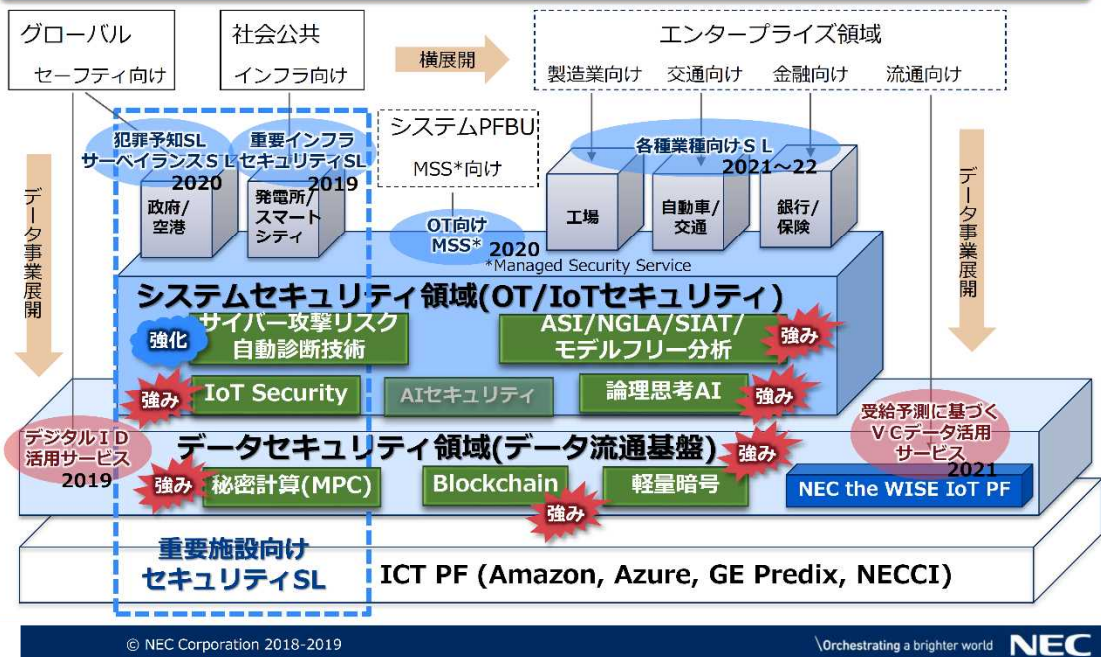 グローバル
セーフティ向け
社会公共
インフラ向け
横展開
エンタープライズ領域
製造業向け 交通向け 金融向け 流通向け
システムPFBU
MSS*向け
犯罪予知SL
サーベイランスSL
2020
重要インフラ
セキュリティSL
2019
各種業種向けSL
2021～22
政府/
空港
発電所/
スマート
シティ
OT向け
MSS*
2020
*Managed Security Service
工場
自動車/
交通
銀行/
保険
データ事業展開
データ事業展開
システムセキュリティ領域(OT/IoTセキュリティ)
強化
サイバー攻撃リスク
自動診断技術
ASI/NGLA/SIAT/
モデルフリー分析
強み
強み
IoT Security
AIセキュリティ
論理思考AI
強み
デジタルＩＤ
活用サービス
2019
データセキュリティ領域(データ流通基盤)
強み
受給予測に基づく
ＶＣデータ活用
サービス
2021
強み
秘密計算(MPC)
Blockchain
強み
軽量暗号
NEC the WISE IoT PF
重要施設向け
セキュリティSL
ICT PF (Amazon, Azure, GE Predix, NECCI)
© NEC Corporation 2018-2019
\Orchestrating a brighter world
NEC